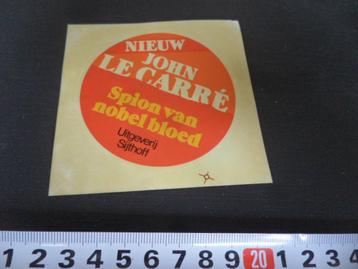 NIEUW
JOHN
LE CARRÉ
Spion van
nobel bloed
Uitgeverij
Sijthoff
1 2 3 4 5 6 7 8 9 20 1 2 3 4